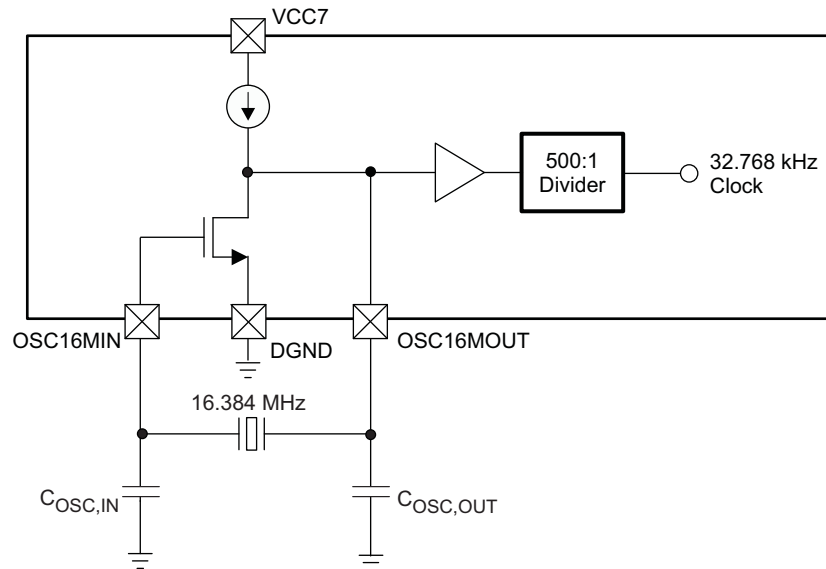 VCC7
500:1
Divider
32.768 kHz
Clock
OSC16MIN
DGND
OSC16MOUT
16.384 MHz
COSC,IN
COSC,OUT